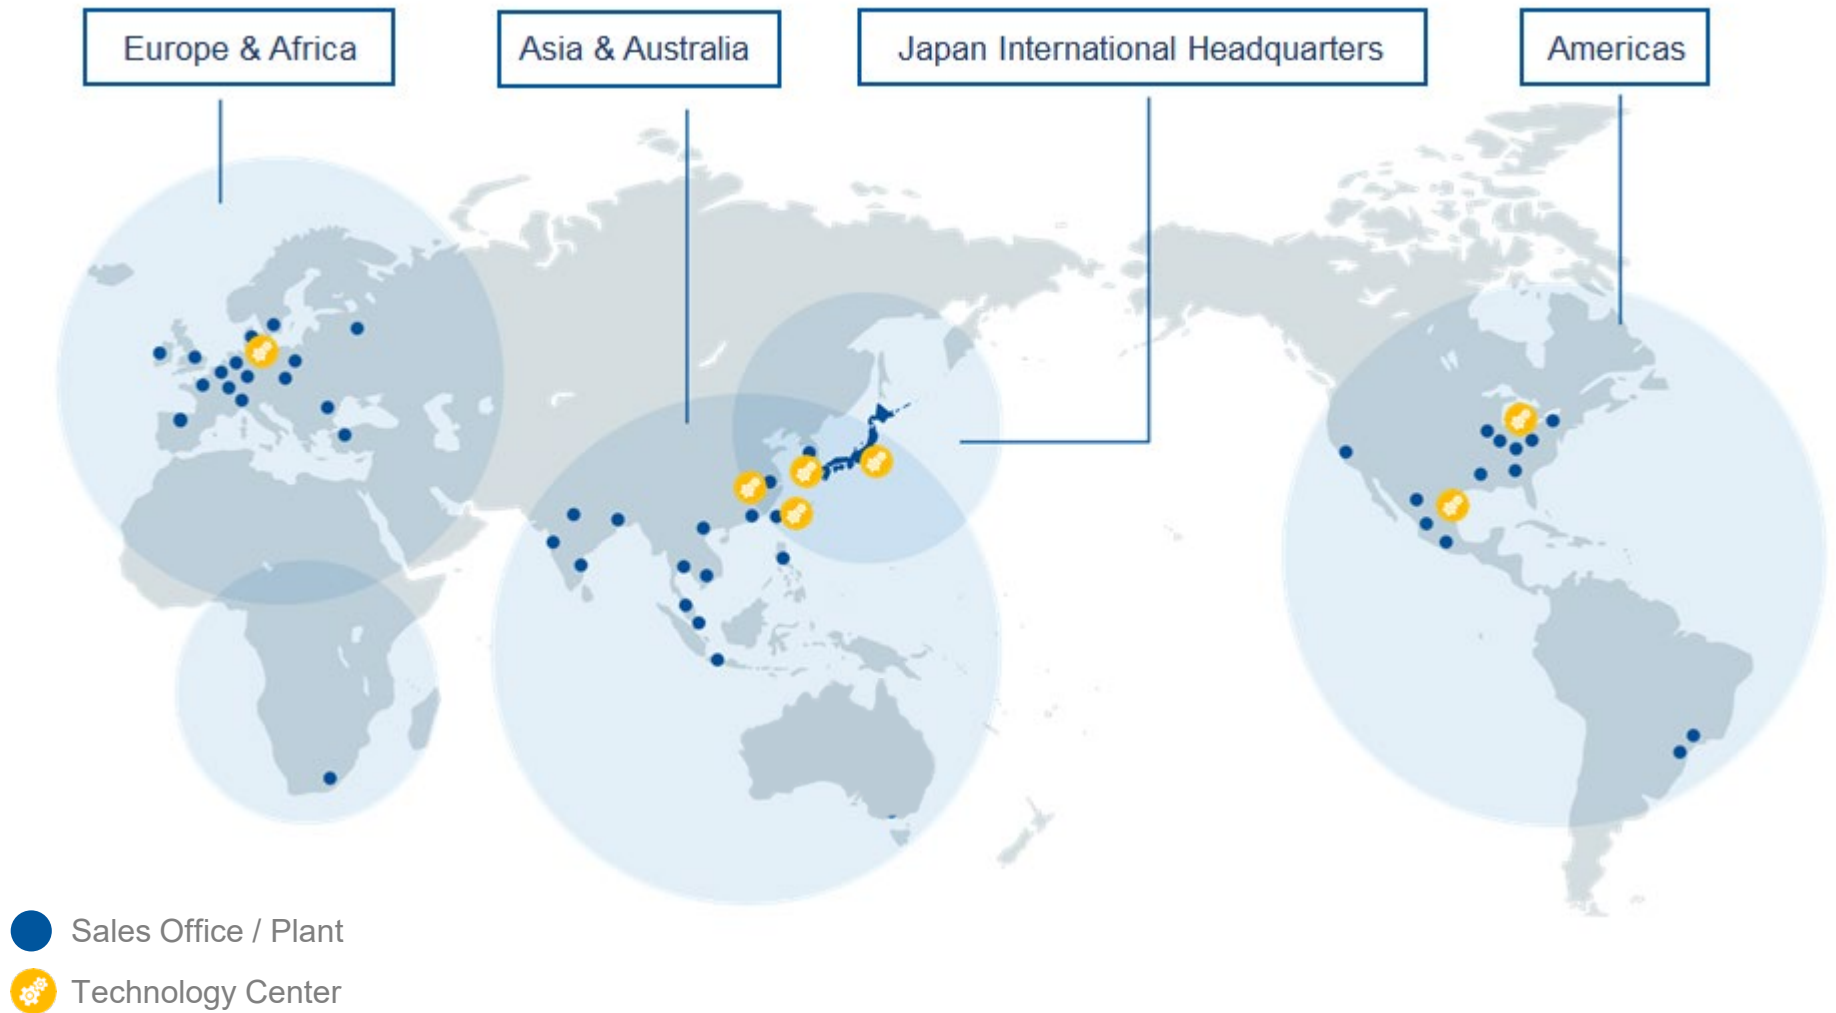 Europe & Africa
Asia & Australia
Japan International Headquarters
Americas
Sales Office / Plant
Technology Center